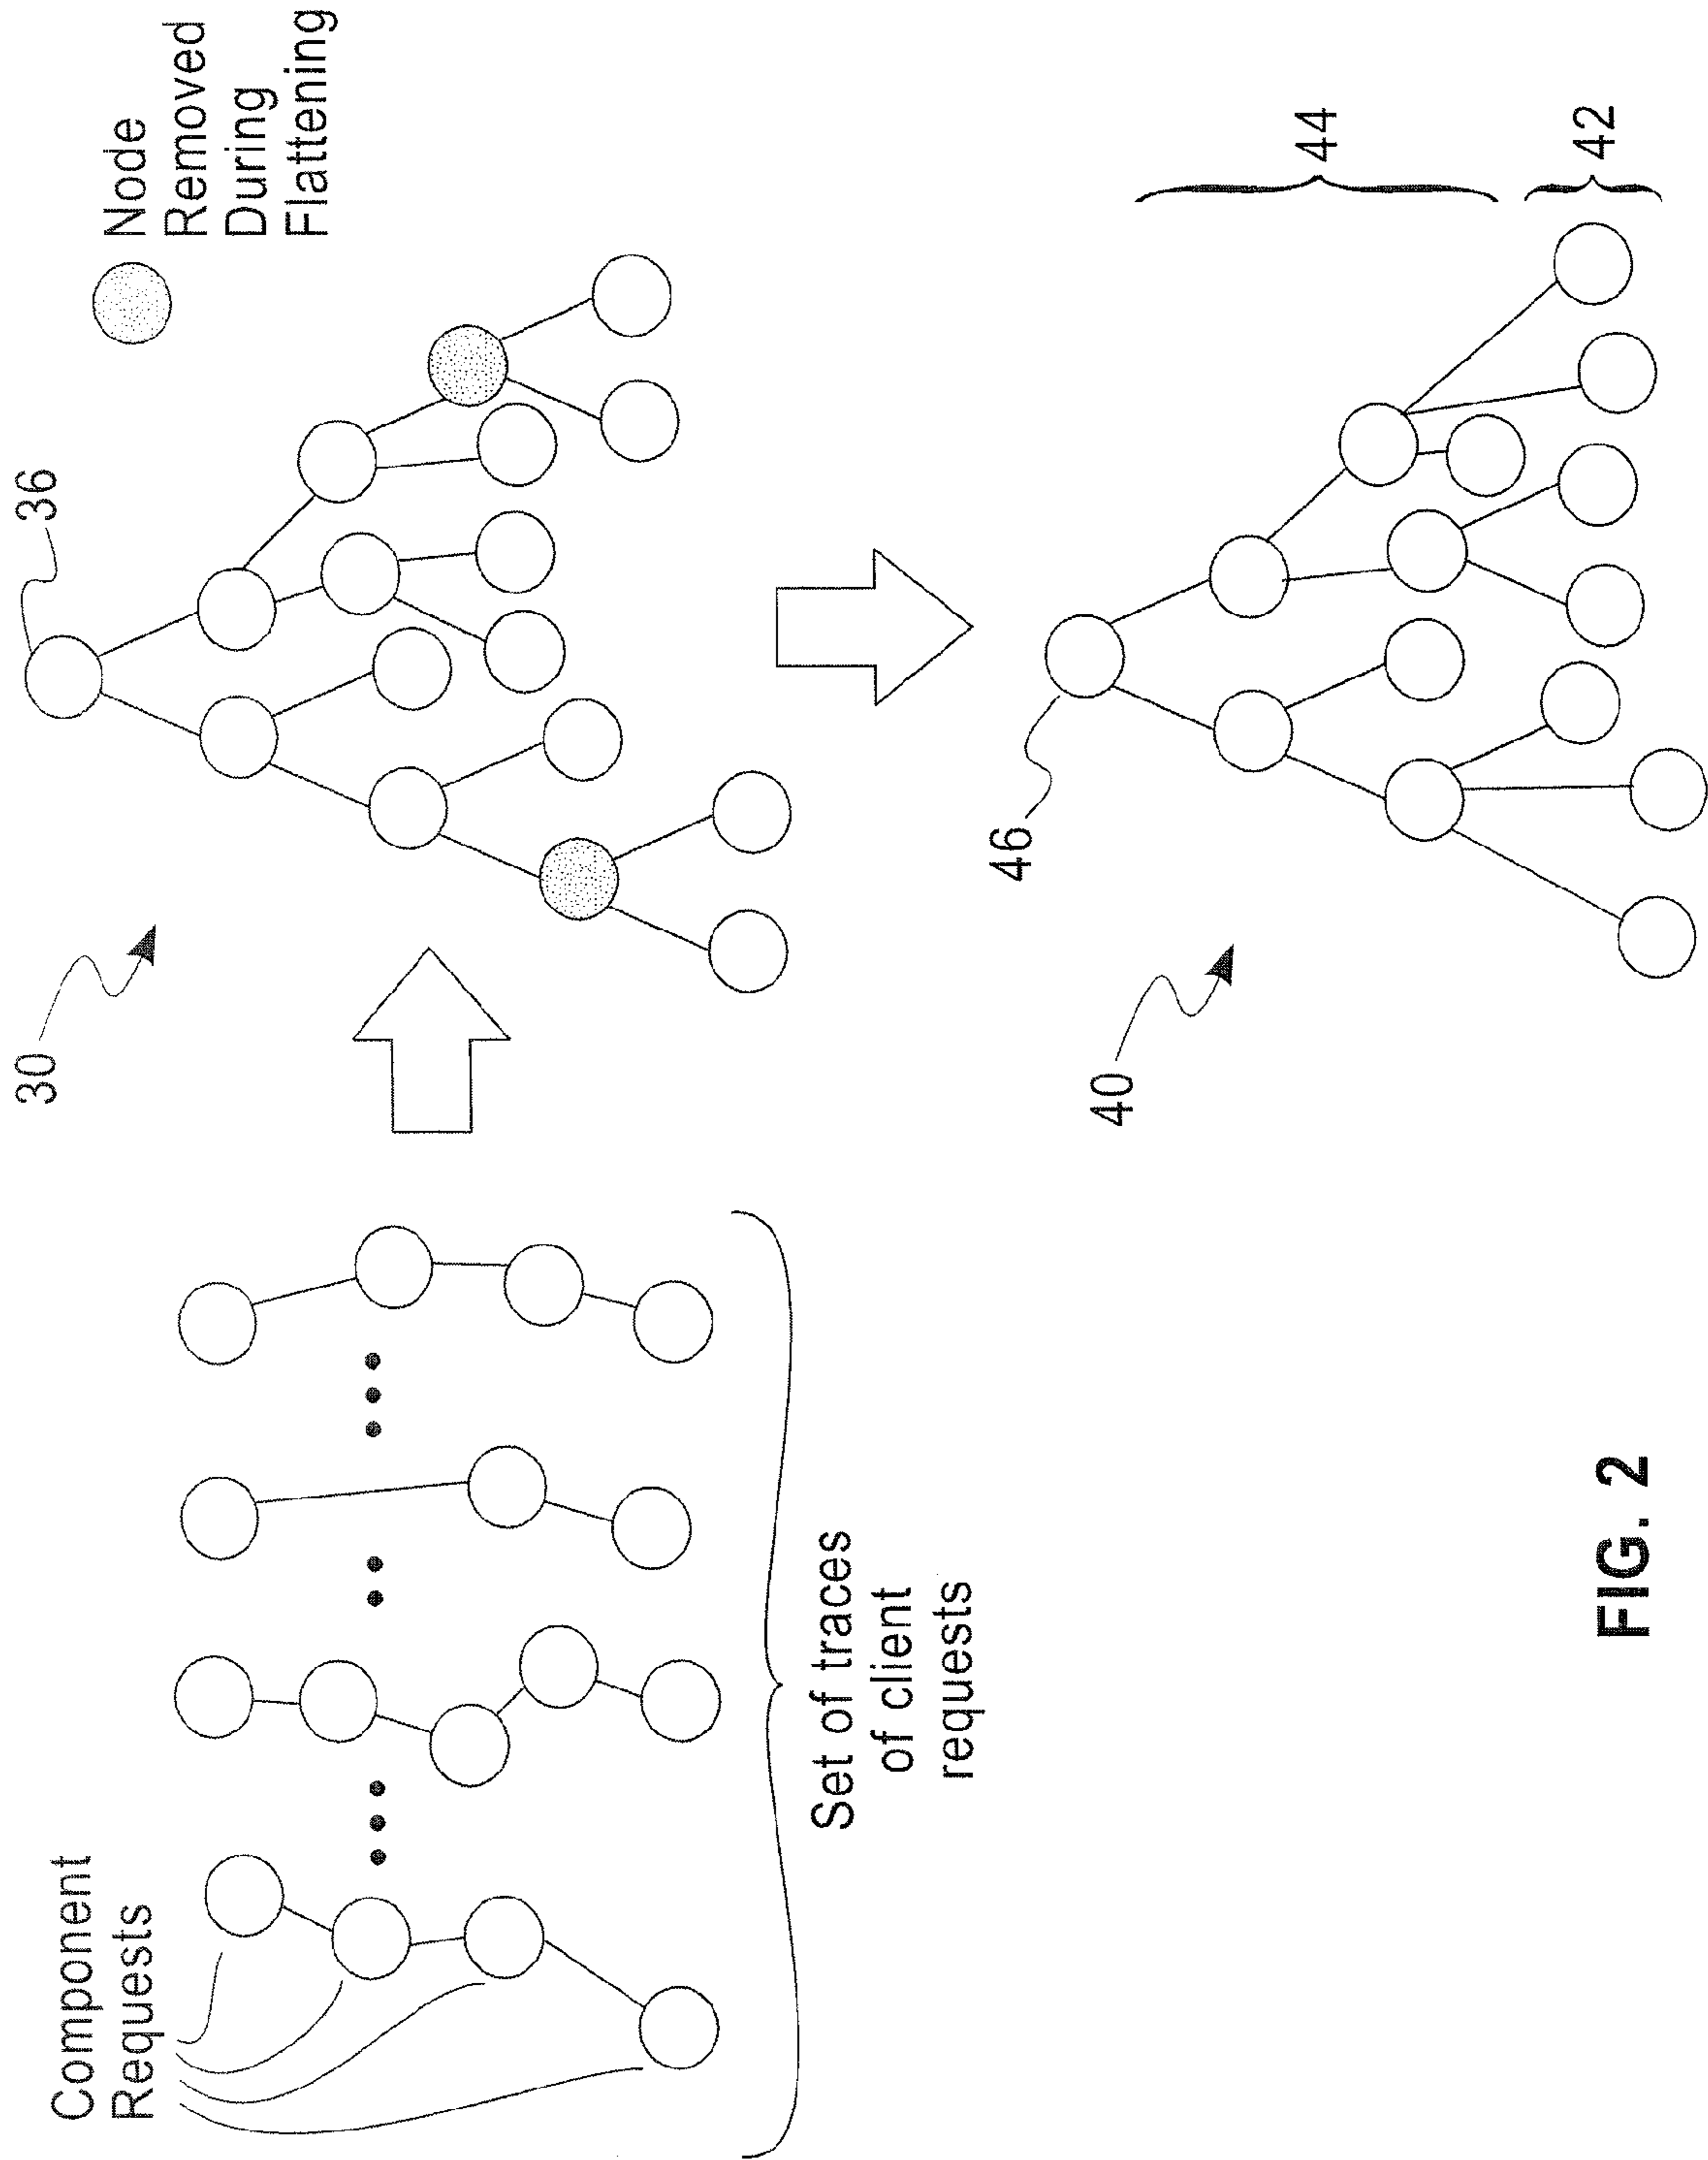 Component
Requests
Set of traces
of client
requests
30
36
Node
Removed
During
Flattening
40
46
44
42
FIG. 2